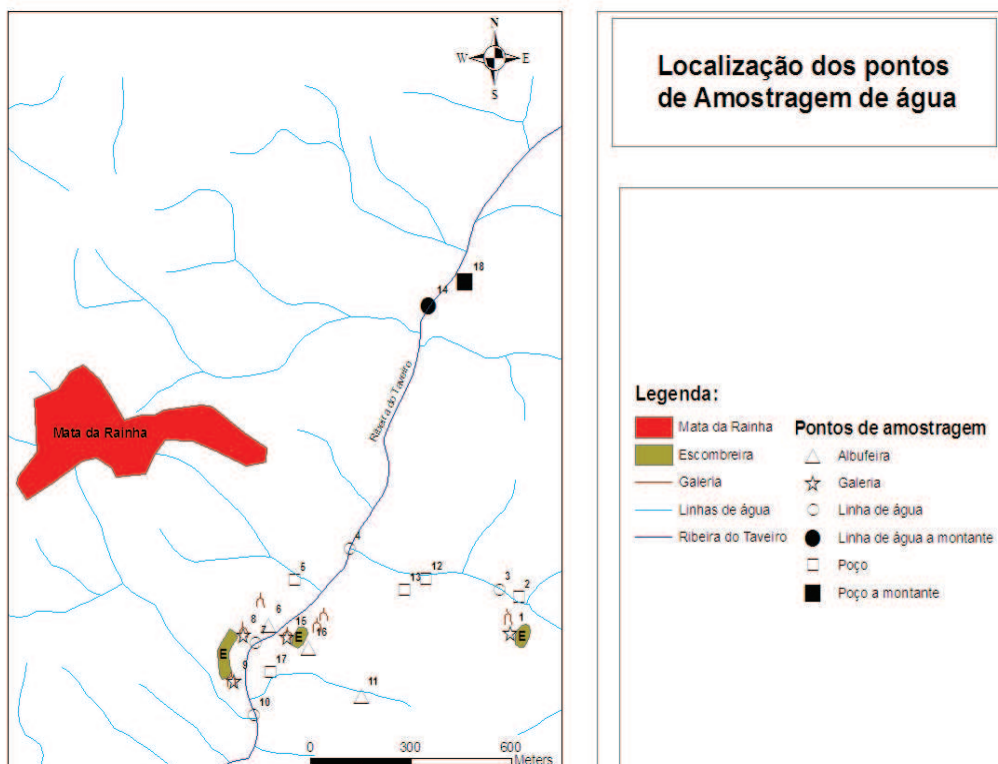 N
W E
S
Localização dos pontos
de Amostragem de água
18
14
Ribeira do Taveiro
Mata da Rainha
4
5
13 12
3
2
6
8
7
15
16
1
E
E
E
9
17
11
10
0 300 600
Meters
Legenda:
Mata da Rainha
Escombreira
Galeria
Linhas de água
Ribeira do Taveiro
Pontos de amostragem
Albufeira
Galeria
Linha de água
Linha de água a montante
Poço
Poço a montante